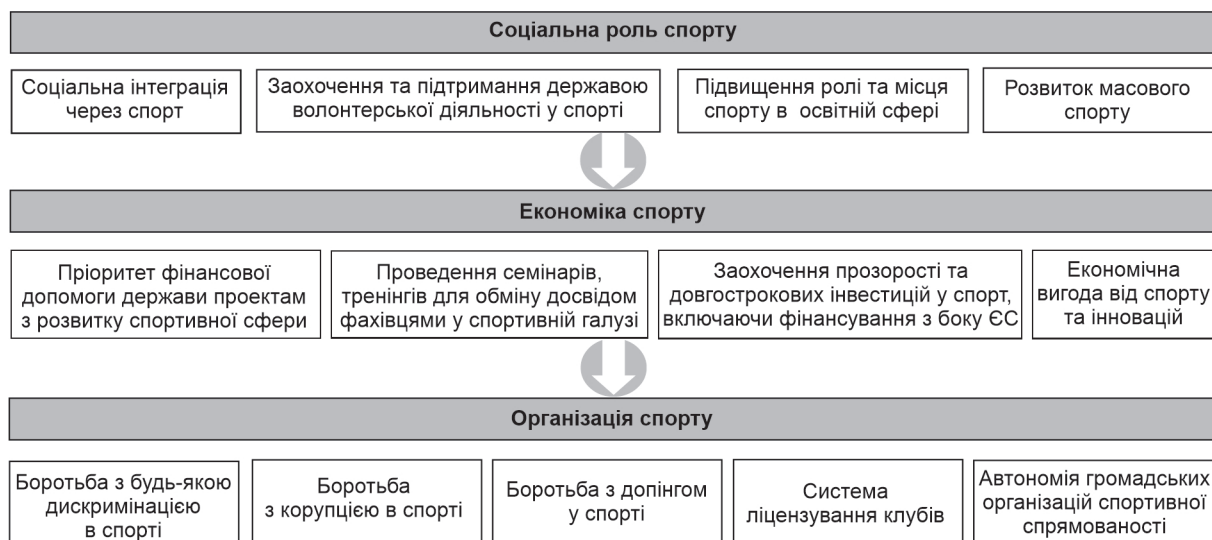 Соціальна роль спорту
Соціальна інтеграція
через спорт
Заохочення та підтримання державою
волонтерської діяльності у спорті
Підвищення ролі та місця
спорту в освітній сфері
Розвиток масового
спорту
Економіка спорту
Пріоритет фінансової
допомоги держави проектам
з розвитку спортивної сфери
Проведення семінарів,
тренінгів для обміну досвідом
фахівцями у спортивній галузі
Заохочення прозорості та
довгострокових інвестицій у спорт,
включаючи фінансування з боку ЄС
Економічна
вигода від спорту
та інновацій
Організація спорту
Боротьба з будь-якою
дискримінацією
в спорті
Боротьба
з корупцією в спорті
Боротьба з допінгом
у спорті
Система
ліцензування клубів
Автономія громадських
організацій спортивної
спрямованості